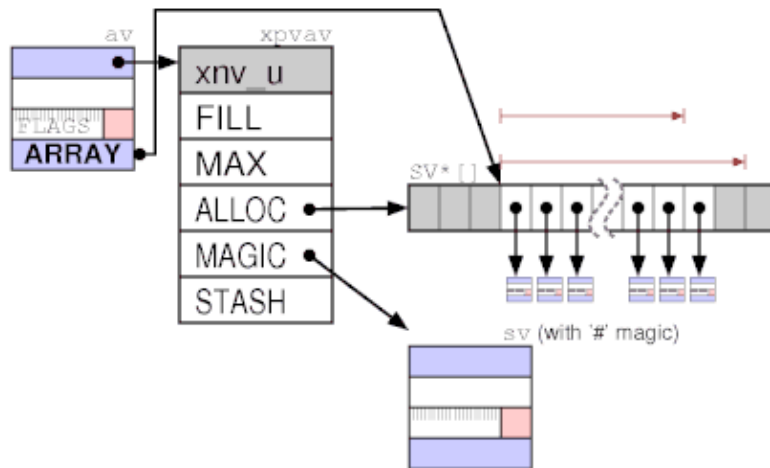 av
xpvav
xnv_u
FLAGS
FILL
ARRAY
MAX
SV*[]
ALLOC
MAGIC
STASH
sv (with '#' magic)